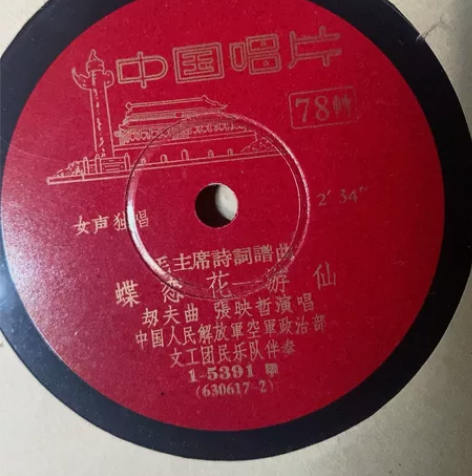 中国唱片
78轉
2' 34"
女声独唱
毛主席詩詞譜曲
蝶恋花 游仙
劫夫曲 張映哲演唱
中国人民解放軍空軍政治部
文工团民乐队伴奏
1-5391
(630617-2)